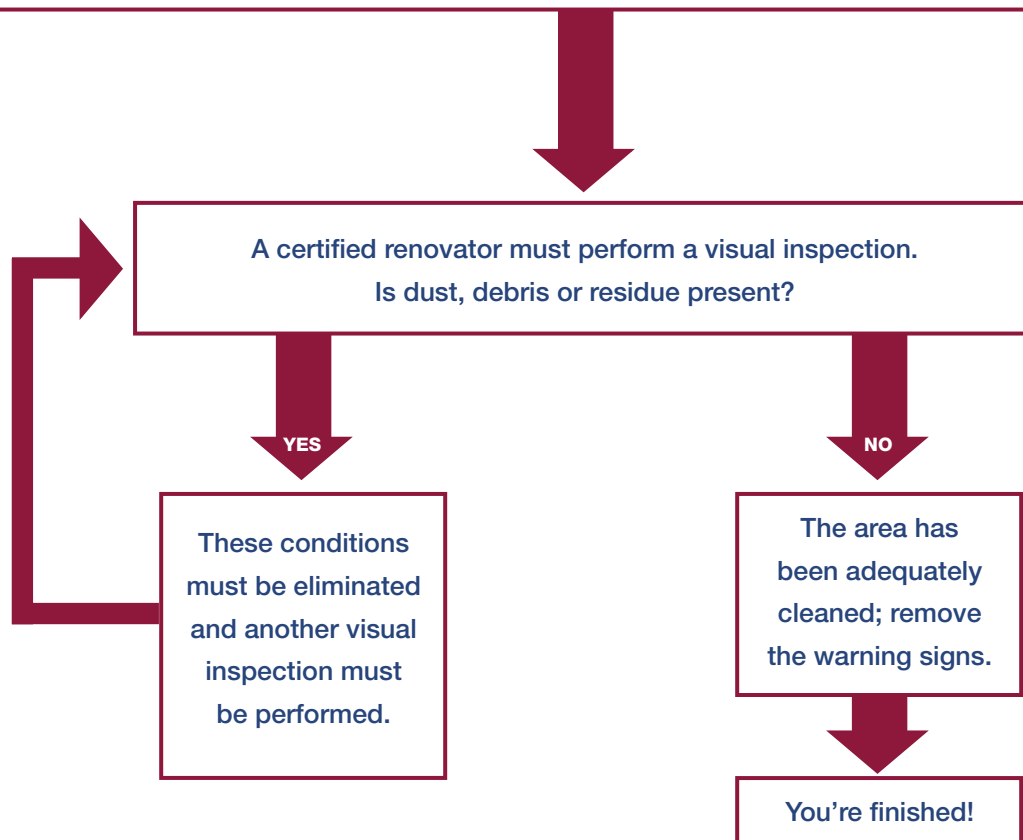 A certified renovator must perform a visual inspection.
Is dust, debris or residue present?
YES
NO
These conditions
must be eliminated
and another visual
inspection must
be performed.
The area has
been adequately
cleaned; remove
the warning signs.
You're finished!